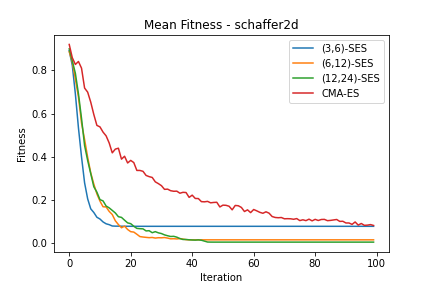 Mean Fitness - schaffer2d
(3,6)-SES
(6,12)-SES
(12,24)-SES
CMA-ES
Fitness
0.8
0.6
0.4
0.2
0.0
0
20
40
60
80
100
Iteration